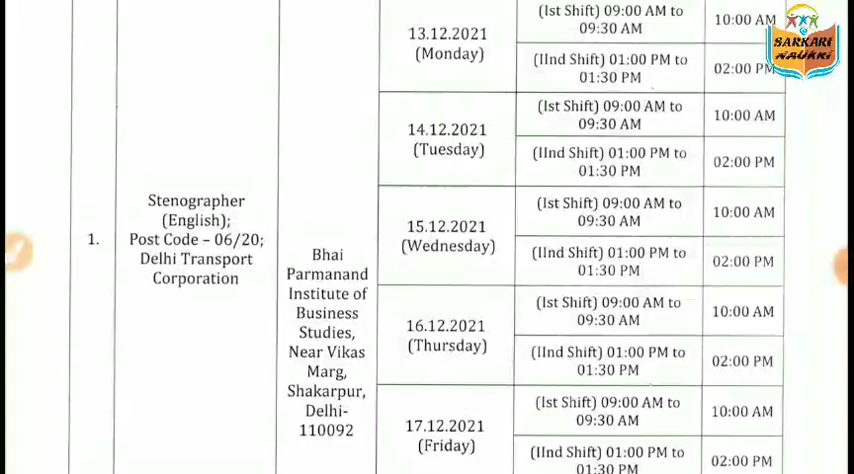 1.
Stenographer
(English);
Post Code – 06/20;
Delhi Transport
Corporation
Bhai
Parmanand
Institute of
Business
Studies,
Near Vikas
Marg,
Shakarpur,
Delhi-
110092
13.12.2021
(Monday)
(Ist Shift) 09:00 AM to
09:30 AM
10:00 AM
(IInd Shift) 01:00 PM to
01:30 PM
02:00 PM
14.12.2021
(Tuesday)
(Ist Shift) 09:00 AM to
09:30 AM
10:00 AM
(IInd Shift) 01:00 PM to
01:30 PM
02:00 PM
15.12.2021
(Wednesday)
(Ist Shift) 09:00 AM to
09:30 AM
10:00 AM
(IInd Shift) 01:00 PM to
01:30 PM
02:00 PM
16.12.2021
(Thursday)
(Ist Shift) 09:00 AM to
09:30 AM
10:00 AM
(IInd Shift) 01:00 PM to
01:30 PM
02:00 PM
17.12.2021
(Friday)
(Ist Shift) 09:00 AM to
09:30 AM
10:00 AM
(IInd Shift) 01:00 PM to
01:30 PM
02:00 PM
SARKARI
NAUKRI